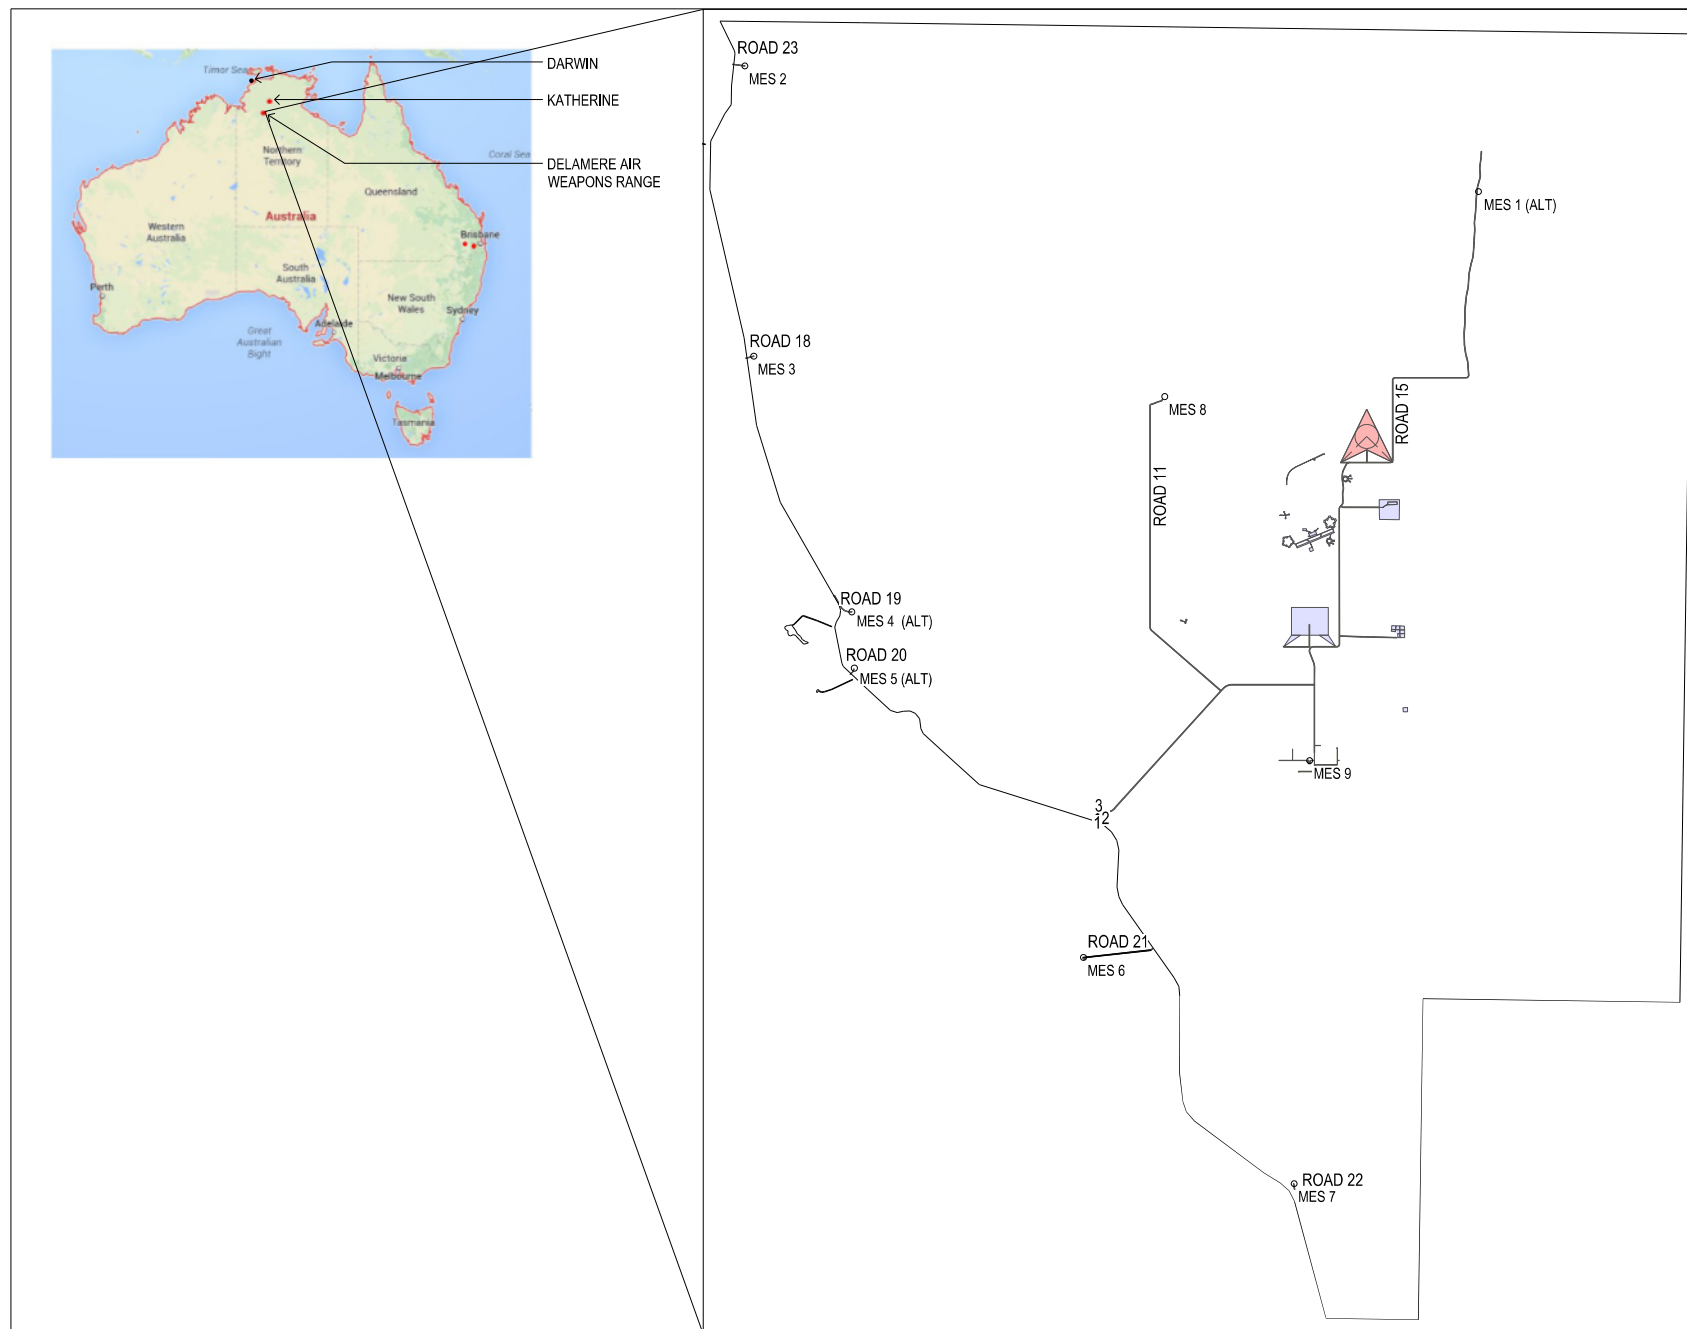 Timor Sea
DARWIN
KATHERINE
DELAMERE AIR
WEAPONS RANGE
Northern
Territory
Coral Sea
Queensland
Australia
Western
Australia
Brisbane
South
Australia
Perth
New South
Wales
Sydney
Adelaide
Great
Australian
Bight
Victoria
Melbourne
Tasmania
ROAD 23
MES 2
MES 1 (ALT)
ROAD 18
MES 3
MES 8
ROAD 15
ROAD 11
ROAD 19
MES 4 (ALT)
ROAD 20
MES 5 (ALT)
MES 9
3
12
ROAD 21
MES 6
ROAD 22
MES 7